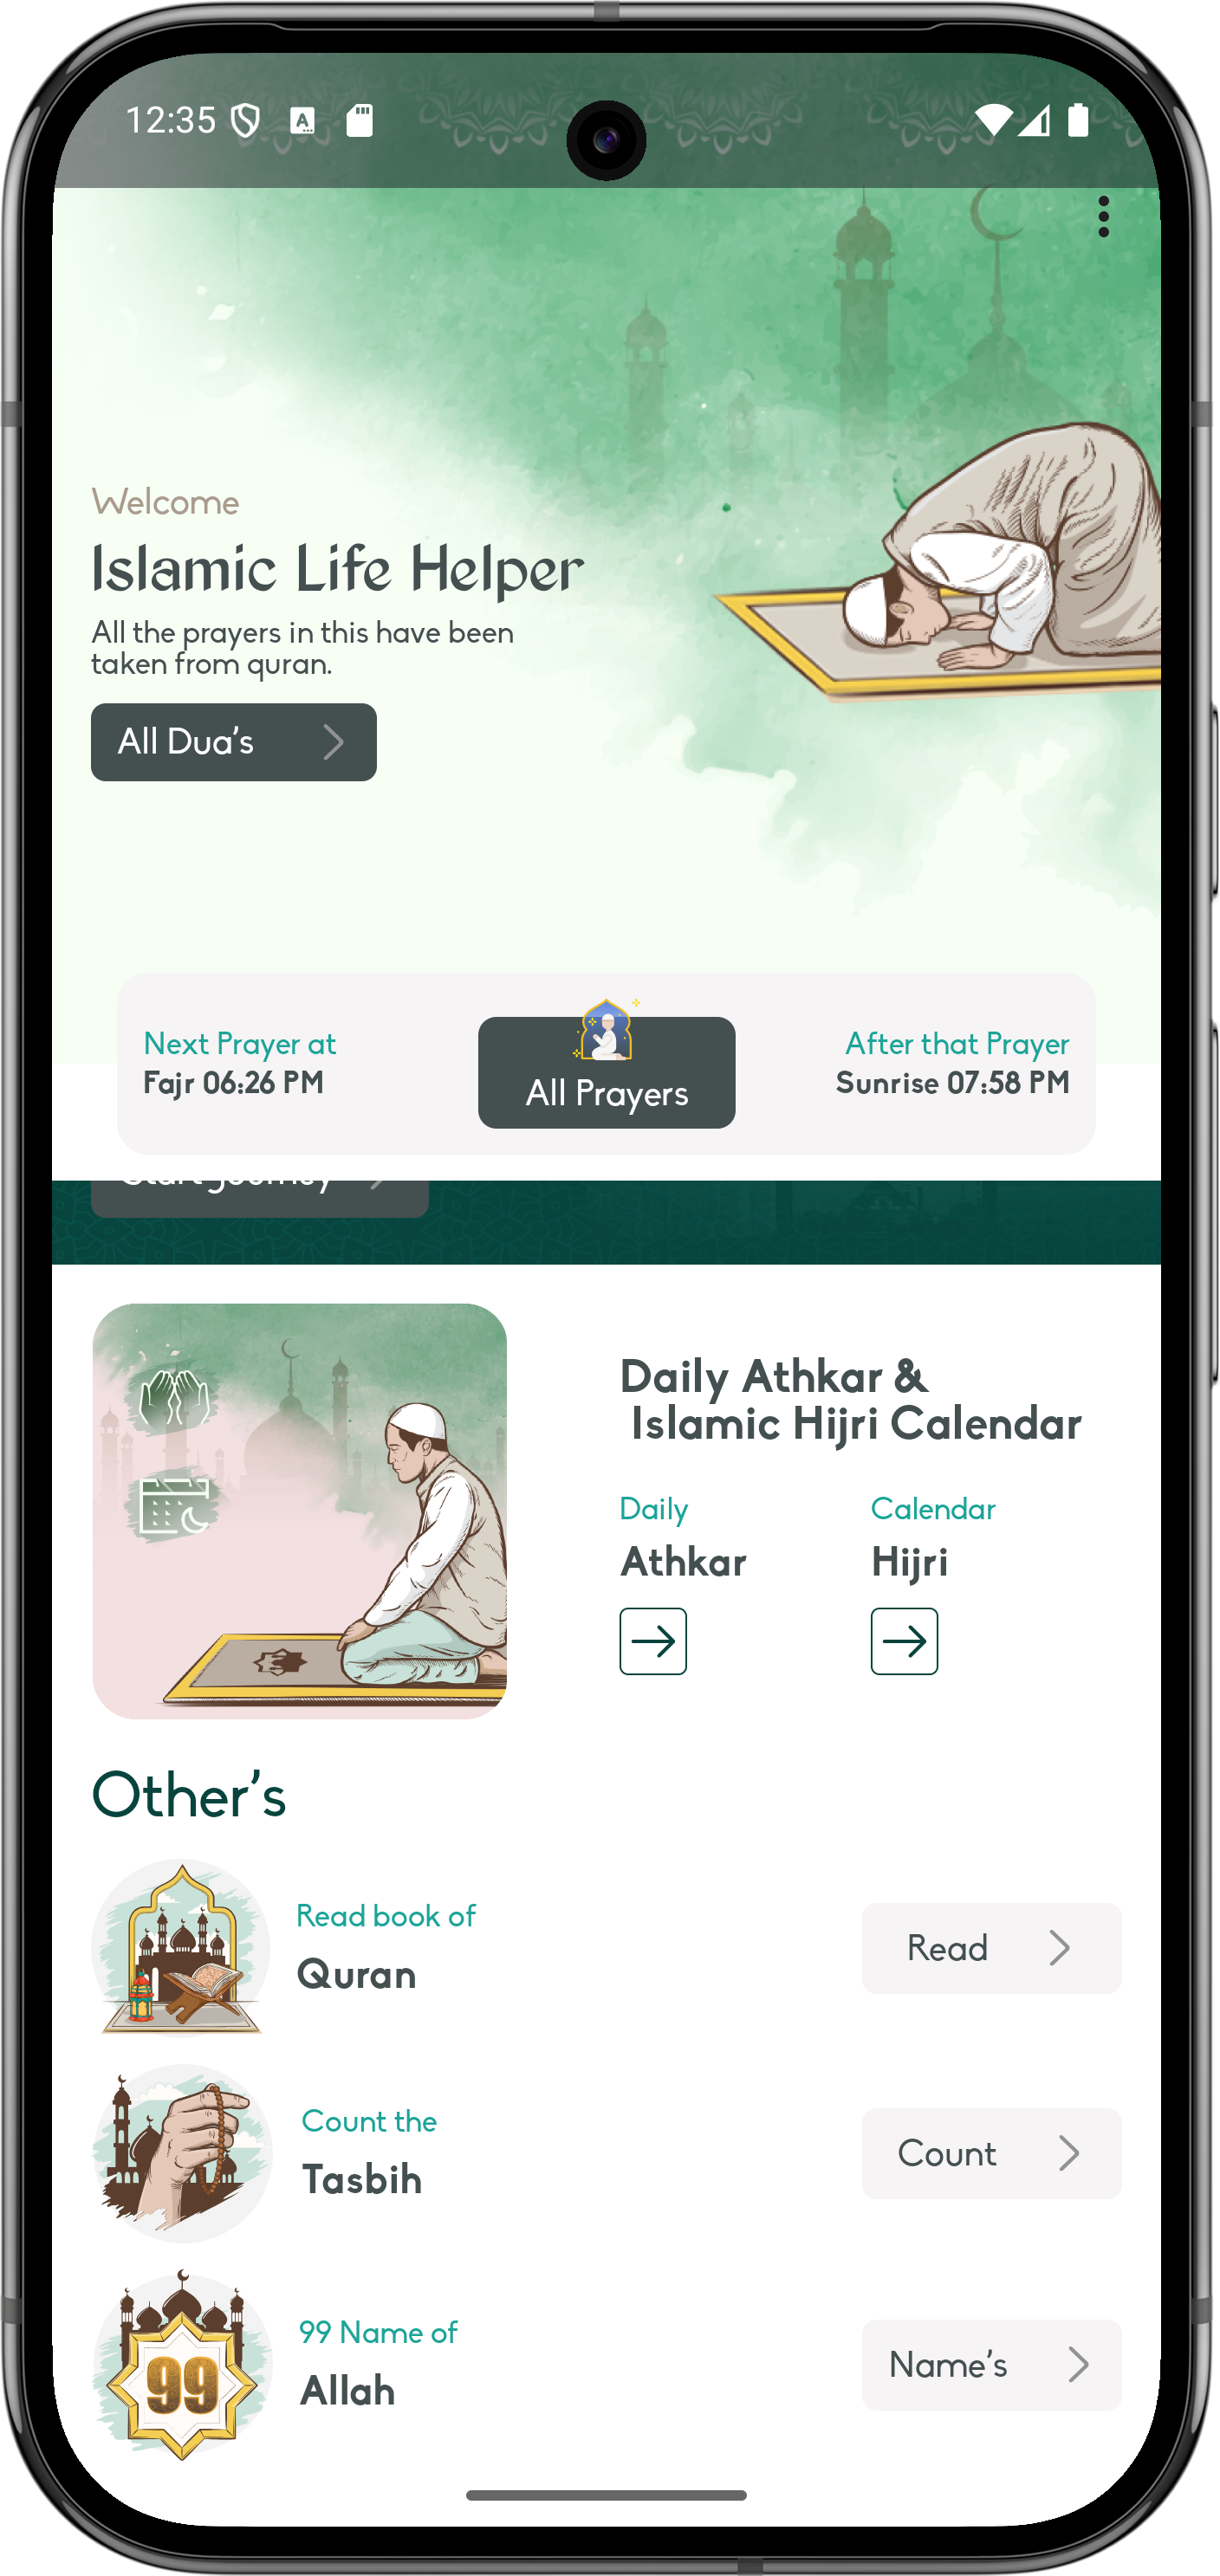 12:35
Welcome
Islamic Life Helper
All the prayers in this have been
taken from quran.
All Dua's
Next Prayer at
Fajr 06:26 PM
All Prayers
After that Prayer
Sunrise 07:58 PM
Start Journey
Daily Athkar &
Islamic Hijri Calendar
Daily
Athkar
Calendar
Hijri
Other's
Read book of
Quran
Read
Count the
Tasbih
Count
99 Name of
Allah
99
Name's